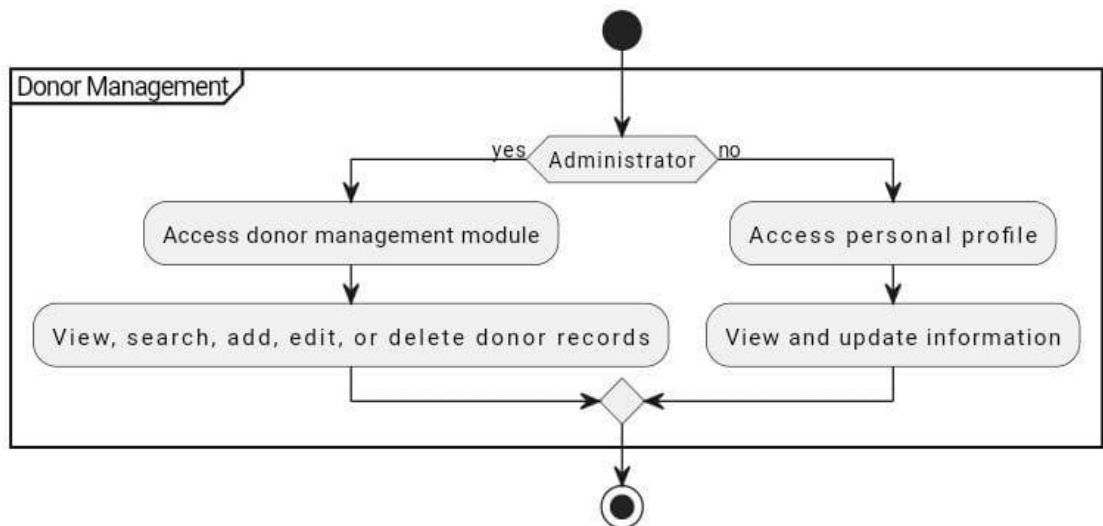 Donor Management
yes
Administrator
no
Access donor management module
Access personal profile
View, search, add, edit, or delete donor records
View and update information